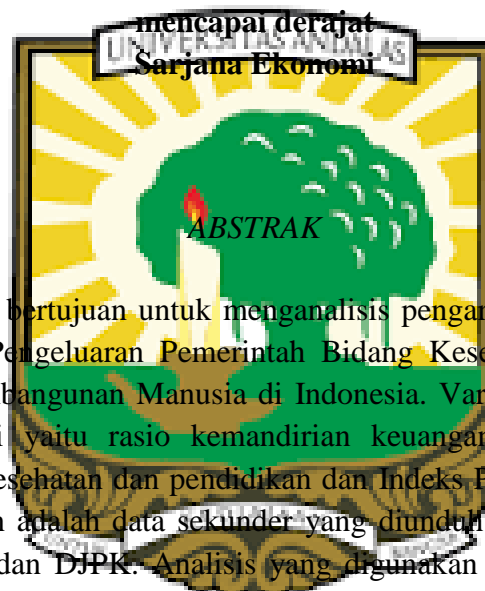 mencapai derajat
UNIVERSITAS ANDALAS
Sarjana Ekonomi
ABSTRAK
bertujuan untuk menganalisis pengar
Pengeluaran Pemerintah Bidang Kese
bangunan Manusia di Indonesia. Var
yaitu rasio kemandirian keuangan
esehatan dan pendidikan dan Indeks
adalah data sekunder yang diunduh
dan DJPK. Analisis yang digunakan